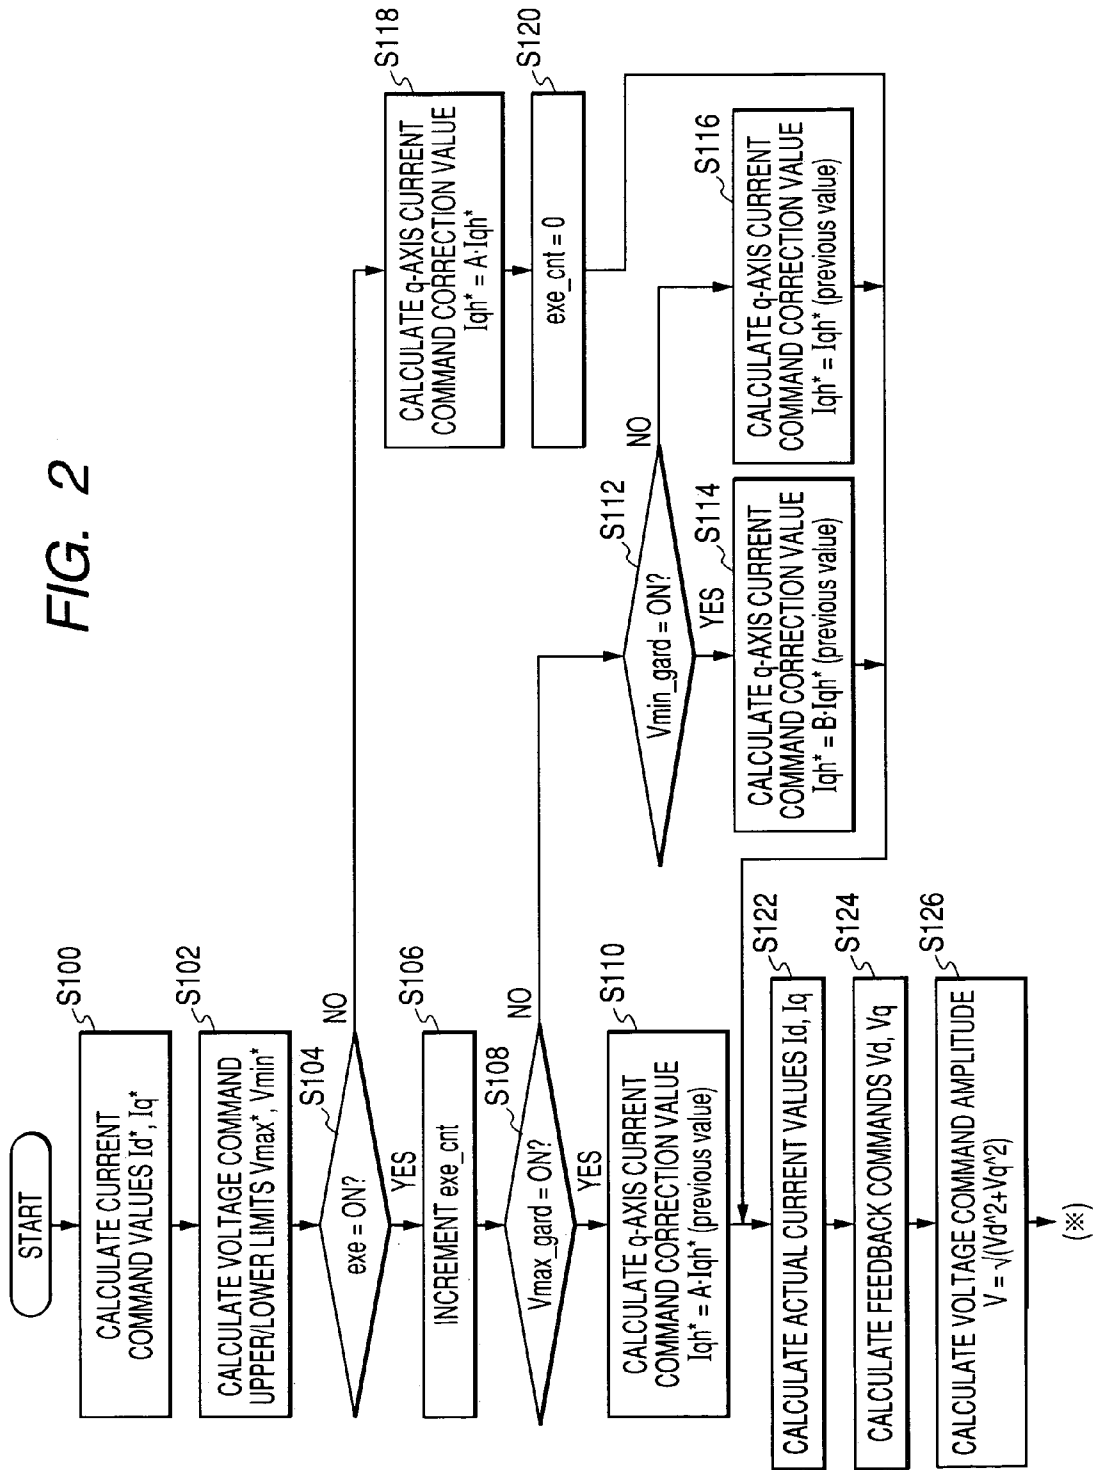 FIG. 2
START
S100
CALCULATE CURRENT
COMMAND VALUES Id*, Iq*
S102
CALCULATE VOLTAGE COMMAND
UPPER/LOWER LIMITS Vmax*, Vmin*
S104
exe = ON?
NO
YES
S106
INCREMENT exe_cnt
S108
Vmax_gard = ON?
NO
YES
S110
CALCULATE q-AXIS CURRENT
COMMAND CORRECTION VALUE
Iqh* = A·Iqh* (previous value)
S112
Vmin_gard = ON?
NO
YES
S114
CALCULATE q-AXIS CURRENT
COMMAND CORRECTION VALUE
Iqh* = B·Iqh* (previous value)
S116
CALCULATE q-AXIS CURRENT
COMMAND CORRECTION VALUE
Iqh* = Iqh* (previous value)
S118
CALCULATE q-AXIS CURRENT
COMMAND CORRECTION VALUE
Iqh* = A·Iqh*
S120
exe_cnt = 0
S122
CALCULATE ACTUAL CURRENT VALUES Id, Iq
S124
CALCULATE FEEDBACK COMMANDS Vd, Vq
S126
CALCULATE VOLTAGE COMMAND AMPLITUDE
V = √(Vd^2+Vq^2)
(※)